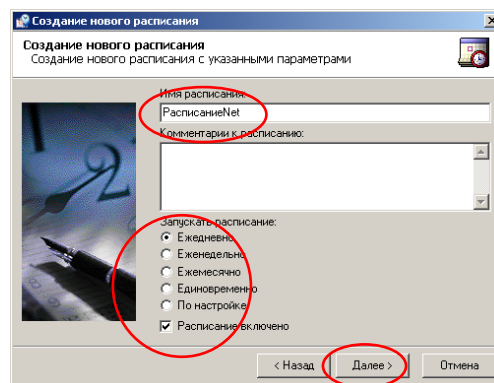 Создание нового расписания
Создание нового расписания
Создание нового расписания с указанными параметрами
Имя расписания:
РасписаниеNet
Комментарии к расписанию:
Запускать расписание:
Ежедневно
Еженедельно
Ежемесячно
Единовременно
По настройке
Расписание включено
< Назад
Далее >
Отмена